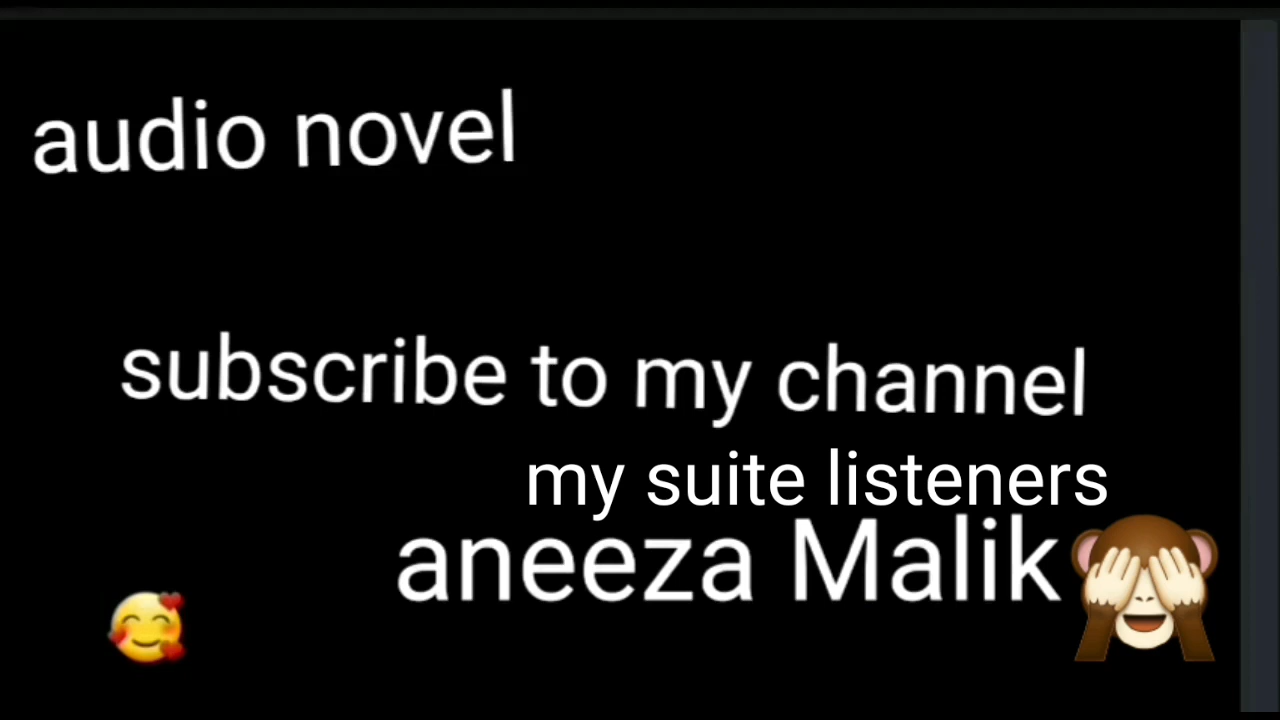 audio novel
subscribe to my channel
my suite listeners
aneeza Malik